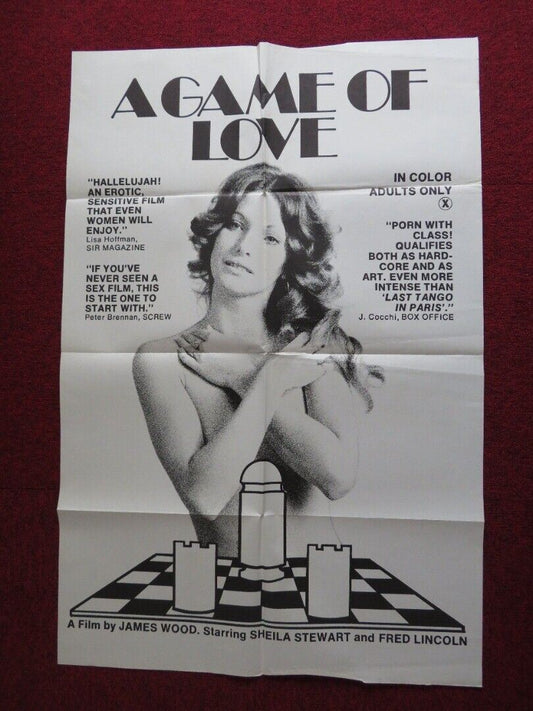 A GAME OF
LOVE
"HALLELUJAH!
AN EROTIC,
SENSITIVE FILM
THAT EVEN
WOMEN WILL
ENJOY."
Lisa Hoffman,
SIR MAGAZINE
"IF YOU'VE
NEVER SEEN A
SEX FILM, THIS
IS THE ONE TO
START WITH."
Peter Brennan, SCREW
IN COLOR
ADULTS ONLY
X
"PORN WITH
CLASS!
QUALIFIES
BOTH AS HARD-
CORE AND AS
ART. EVEN MORE
INTENSE THAN
'LAST TANGO
IN PARIS'."
J. Cocchi, BOX OFFICE
A Film by JAMES WOOD. Starring SHEILA STEWART and FRED LINCOLN